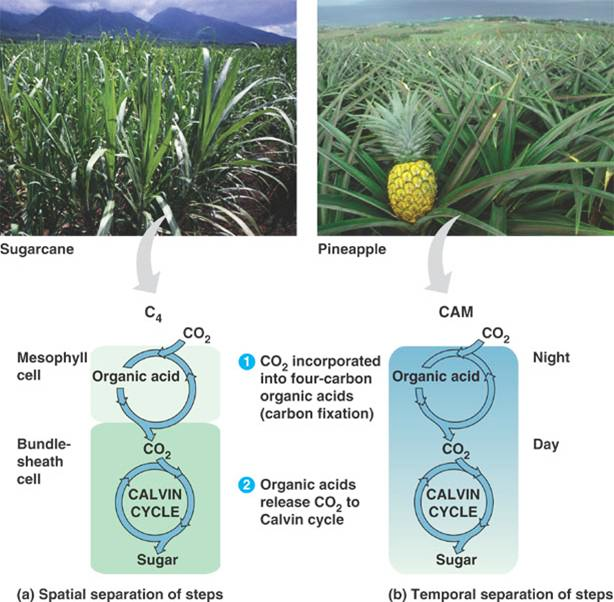 Sugarcane
Pineapple
C4
CAM
CO2
CO2
Mesophyll
cell
Organic acid
1 CO2 incorporated
into four-carbon
organic acids
(carbon fixation)
Organic acid
Night
Bundle-
sheath
cell
CO2
CO2
Day
CALVIN
CYCLE
2 Organic acids
release CO2 to
Calvin cycle
CALVIN
CYCLE
Sugar
Sugar
(a) Spatial separation of steps
(b) Temporal separation of steps